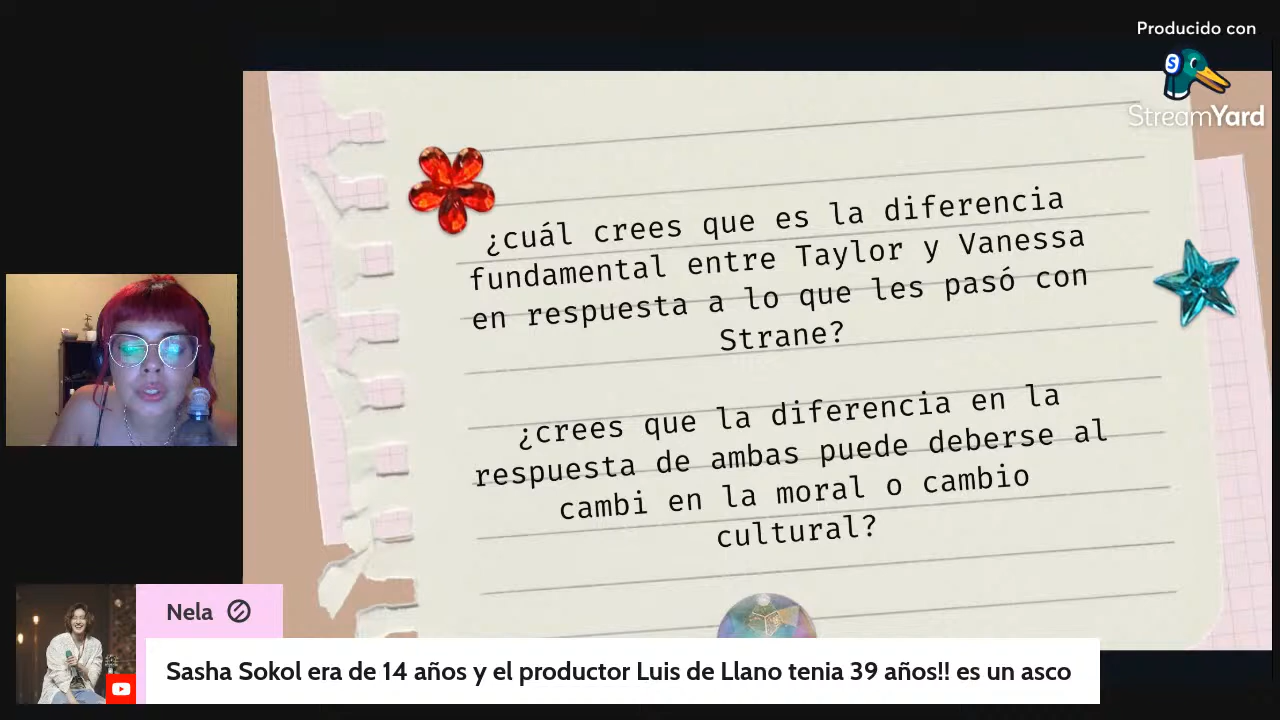 Producido con
StreamYard
¿cuál crees que es la diferencia
fundamental entre Taylor y Vanessa
en respuesta a lo que les pasó con
Strane?
¿crees que la diferencia en la
respuesta de ambas puede deberse al
cambi en la moral o cambio
cultural?
Nela
Sasha Sokol era de 14 años y el productor Luis de Llano tenia 39 años!! es un asco